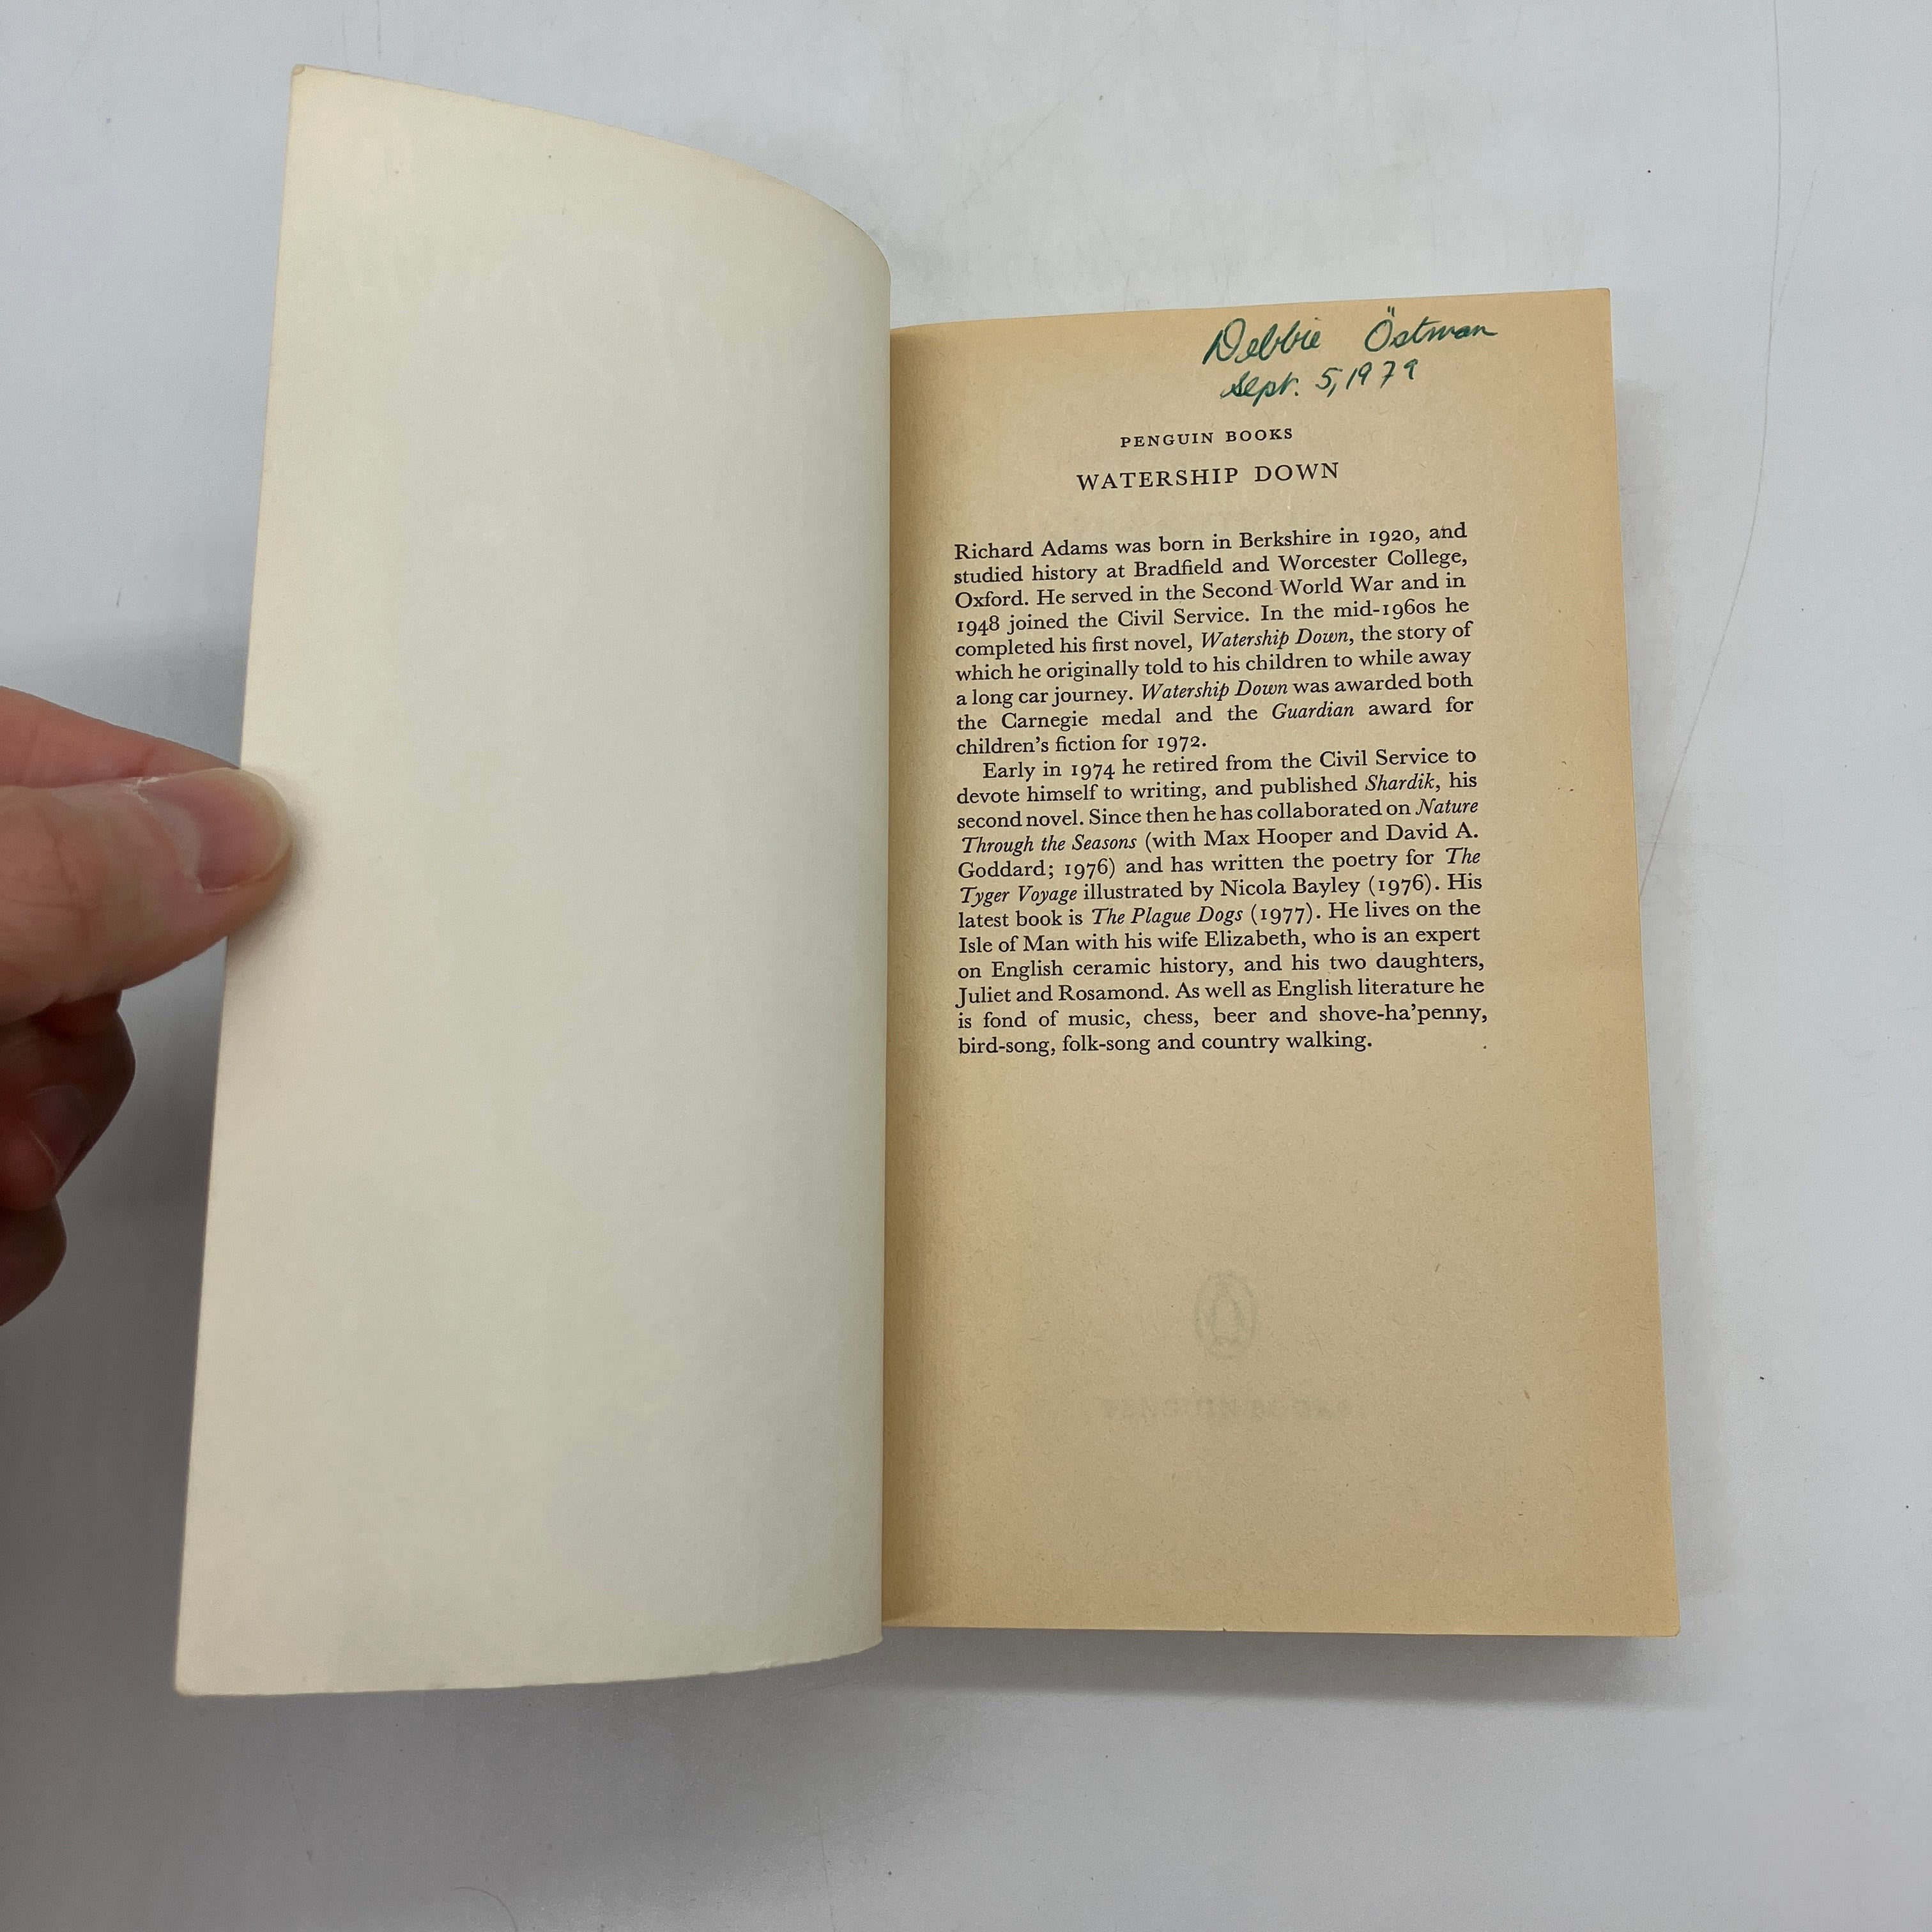 Debbie Östman
Sept. 5, 1979
PENGUIN BOOKS
WATERSHIP DOWN
Richard Adams was born in Berkshire in 1920, and
studied history at Bradfield and Worcester College,
Oxford. He served in the Second World War and in
1948 joined the Civil Service. In the mid-1960s he
completed his first novel, Watership Down, the story of
which he originally told to his children to while away
a long car journey. Watership Down was awarded both
the Carnegie medal and the Guardian award for
children's fiction for 1972.
Early in 1974 he retired from the Civil Service to
devote himself to writing, and published Shardik, his
second novel. Since then he has collaborated on Nature
Through the Seasons (with Max Hooper and David A.
Goddard; 1976) and has written the poetry for The
Tyger Voyage illustrated by Nicola Bayley (1976). His
latest book is The Plague Dogs (1977). He lives on the
Isle of Man with his wife Elizabeth, who is an expert
on English ceramic history, and his two daughters,
Juliet and Rosamond. As well as English literature he
is fond of music, chess, beer and shove-ha'penny,
bird-song, folk-song and country walking.